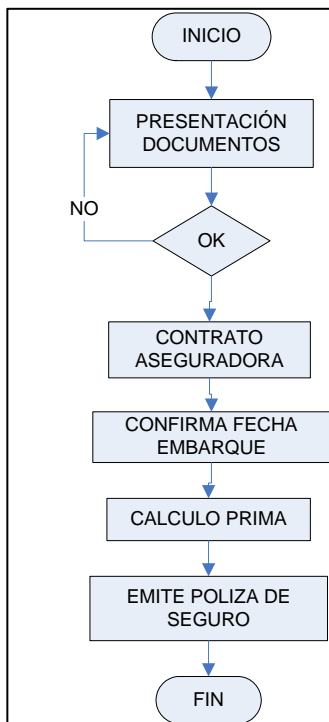 INICIO
PRESENTACIÓN
DOCUMENTOS
NO
OK
CONTRATO
ASEGURADORA
CONFIRMA FECHA
EMBARQUE
CALCULO PRIMA
EMITE POLIZA DE
SEGURO
FIN